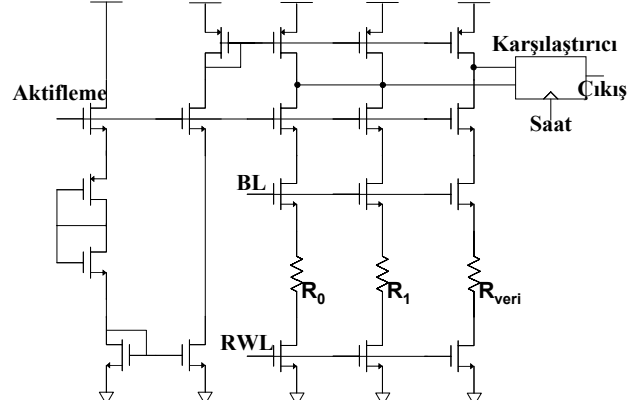 Karşılaştırıcı
Aktifleme
Çıkış
Saat
BL
R0
R1
Rveri
RWL